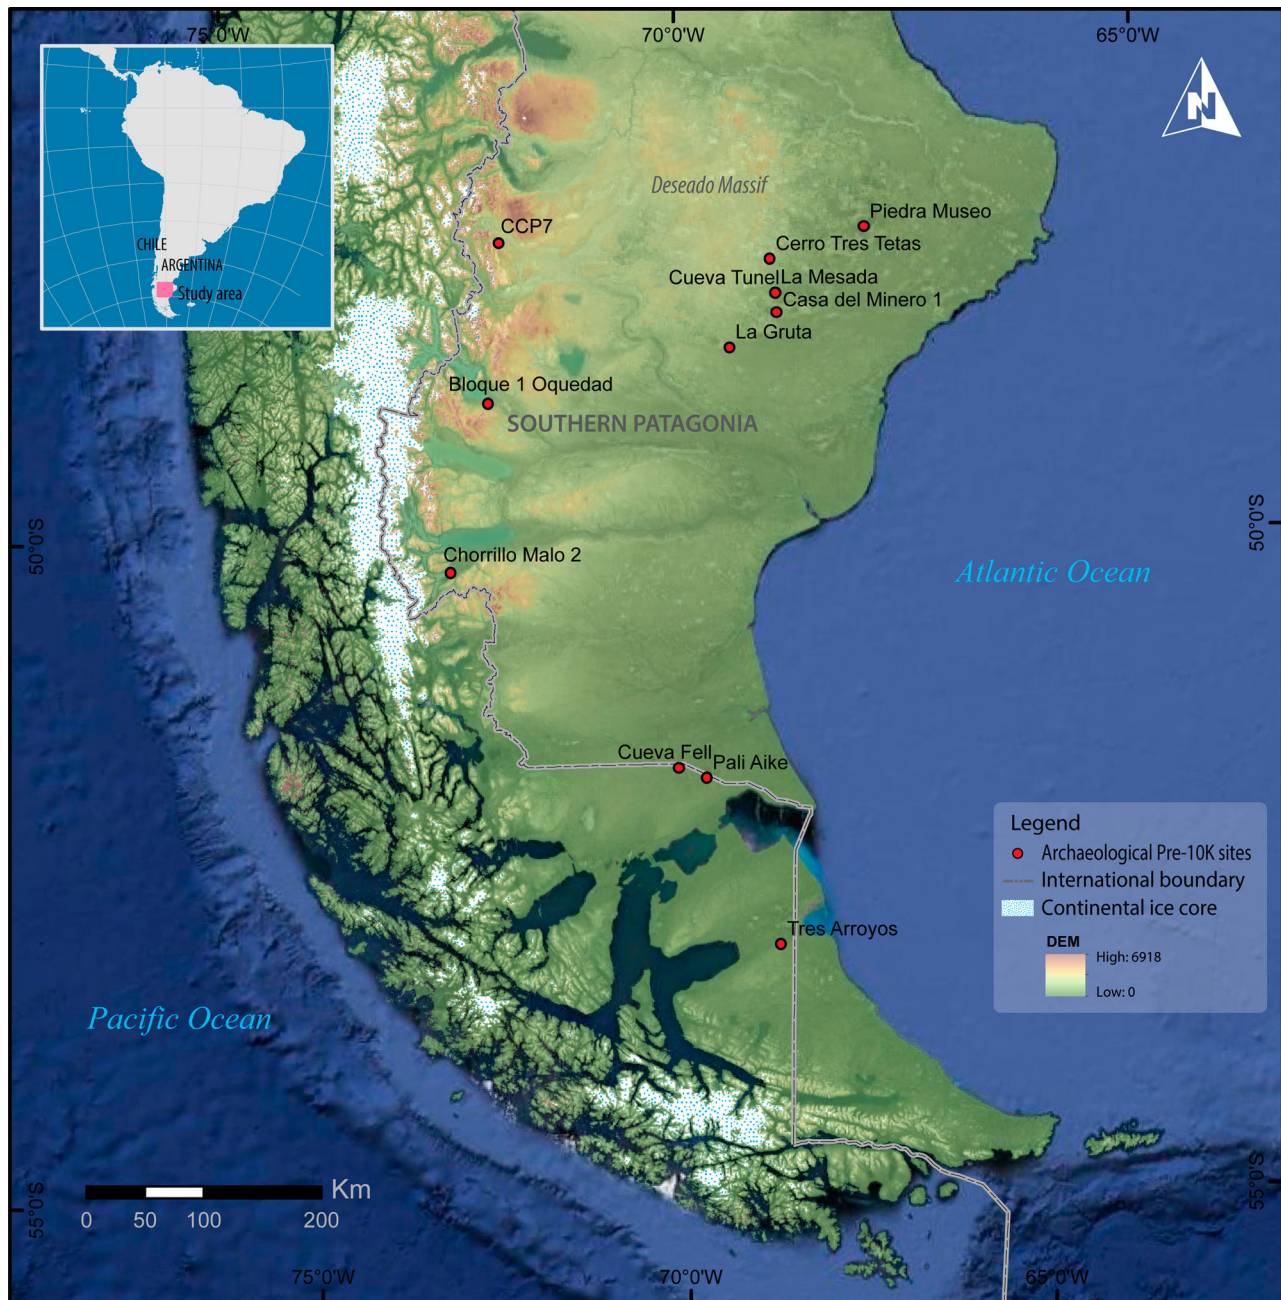 75°0'W
70°0'W
65°0'W
N
CHILE
ARGENTINA
Study area
Deseado Massif
Piedra Museo
CCP7
Cerro Tres Tetas
Cueva Tunel La Mesada
Casa del Minero 1
La Gruta
Bloque 1 Oquedad
SOUTHERN PATAGONIA
50°0'S
50°0'S
Chorrillo Malo 2
Atlantic Ocean
Cueva Fell
Pali Aike
Legend
Archaeological Pre-10K sites
International boundary
Continental ice core
DEM
High: 6918
Low: 0
Tres Arroyos
Pacific Ocean
Km
0 50 100 200
55°0'S
55°0'S
75°0'W
70°0'W
65°0'W